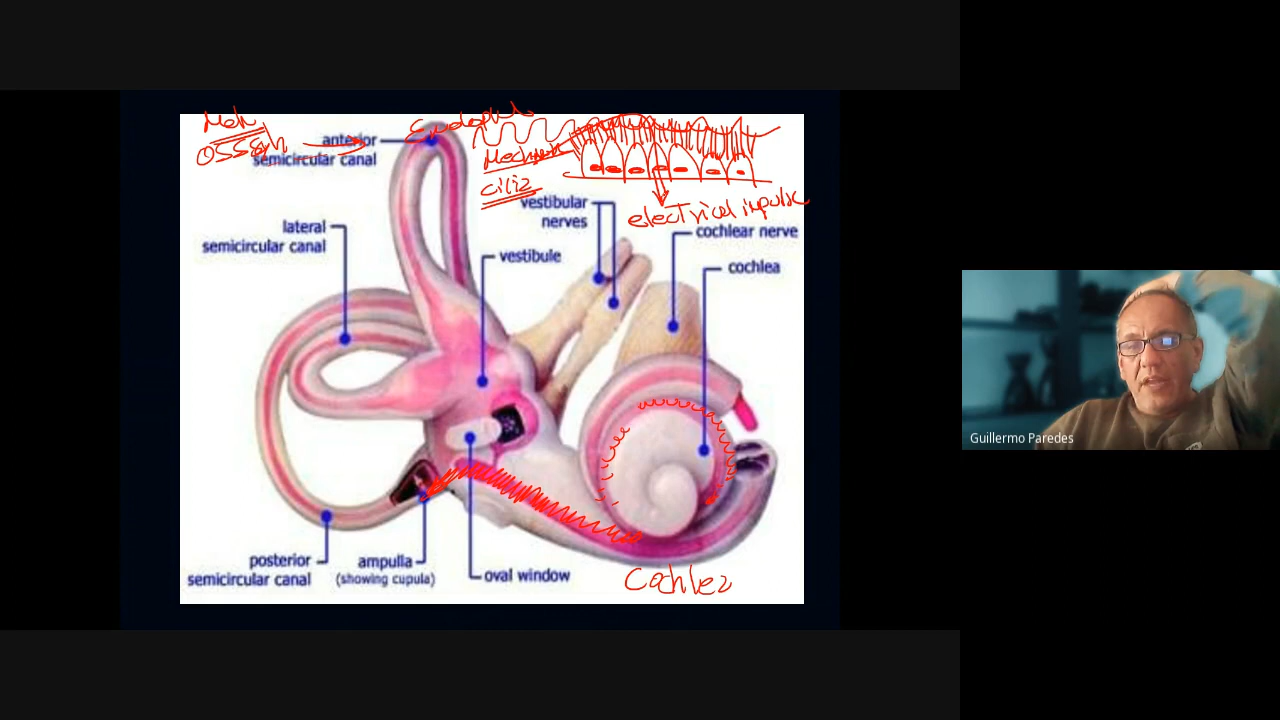 anterior
semicircular canal
cilia
vestibular
nerves
electrical impulse
lateral
semicircular canal
cochlear nerve
vestibule
cochlea
Guillermo Paredes
posterior
semicircular canal
ampulla
(showing cupula)
oval window
Cochlea